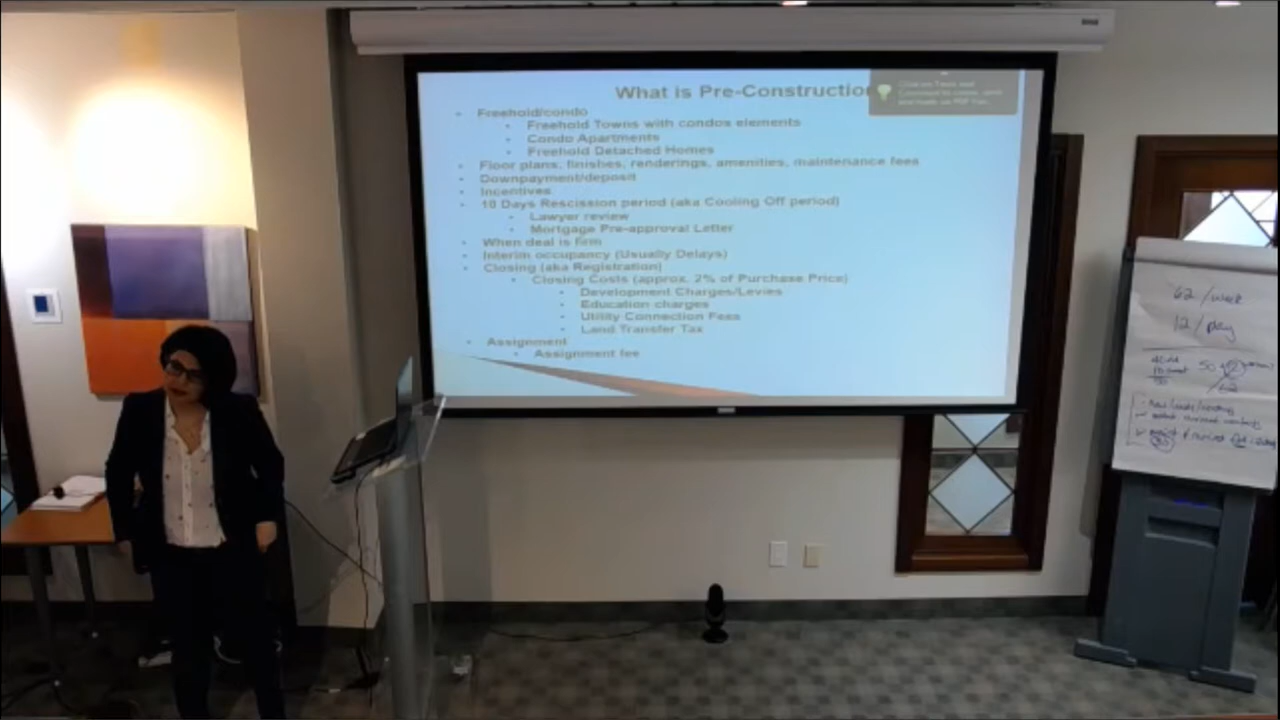 What is Pre-Construction
Freehold/condo
Freehold Towns with condos elements
Condo Apartments
Freehold Detached Homes
Floor plans, finishes, renderings, amenities, maintenance fees
Downpayment/deposit
Incentives
10 Days Rescission period (aka Cooling Off period)
Lawyer review
Mortgage Pre-approval Letter
When deal is firm
Interim occupancy (Usually Delays)
Closing (aka Registration)
Closing Costs (approx. 2% of Purchase Price)
Development Charges/Levies
Education charges
Utility Connection Fees
Land Transfer Tax
Assignment
Assignment fee
62 / week
12 / day